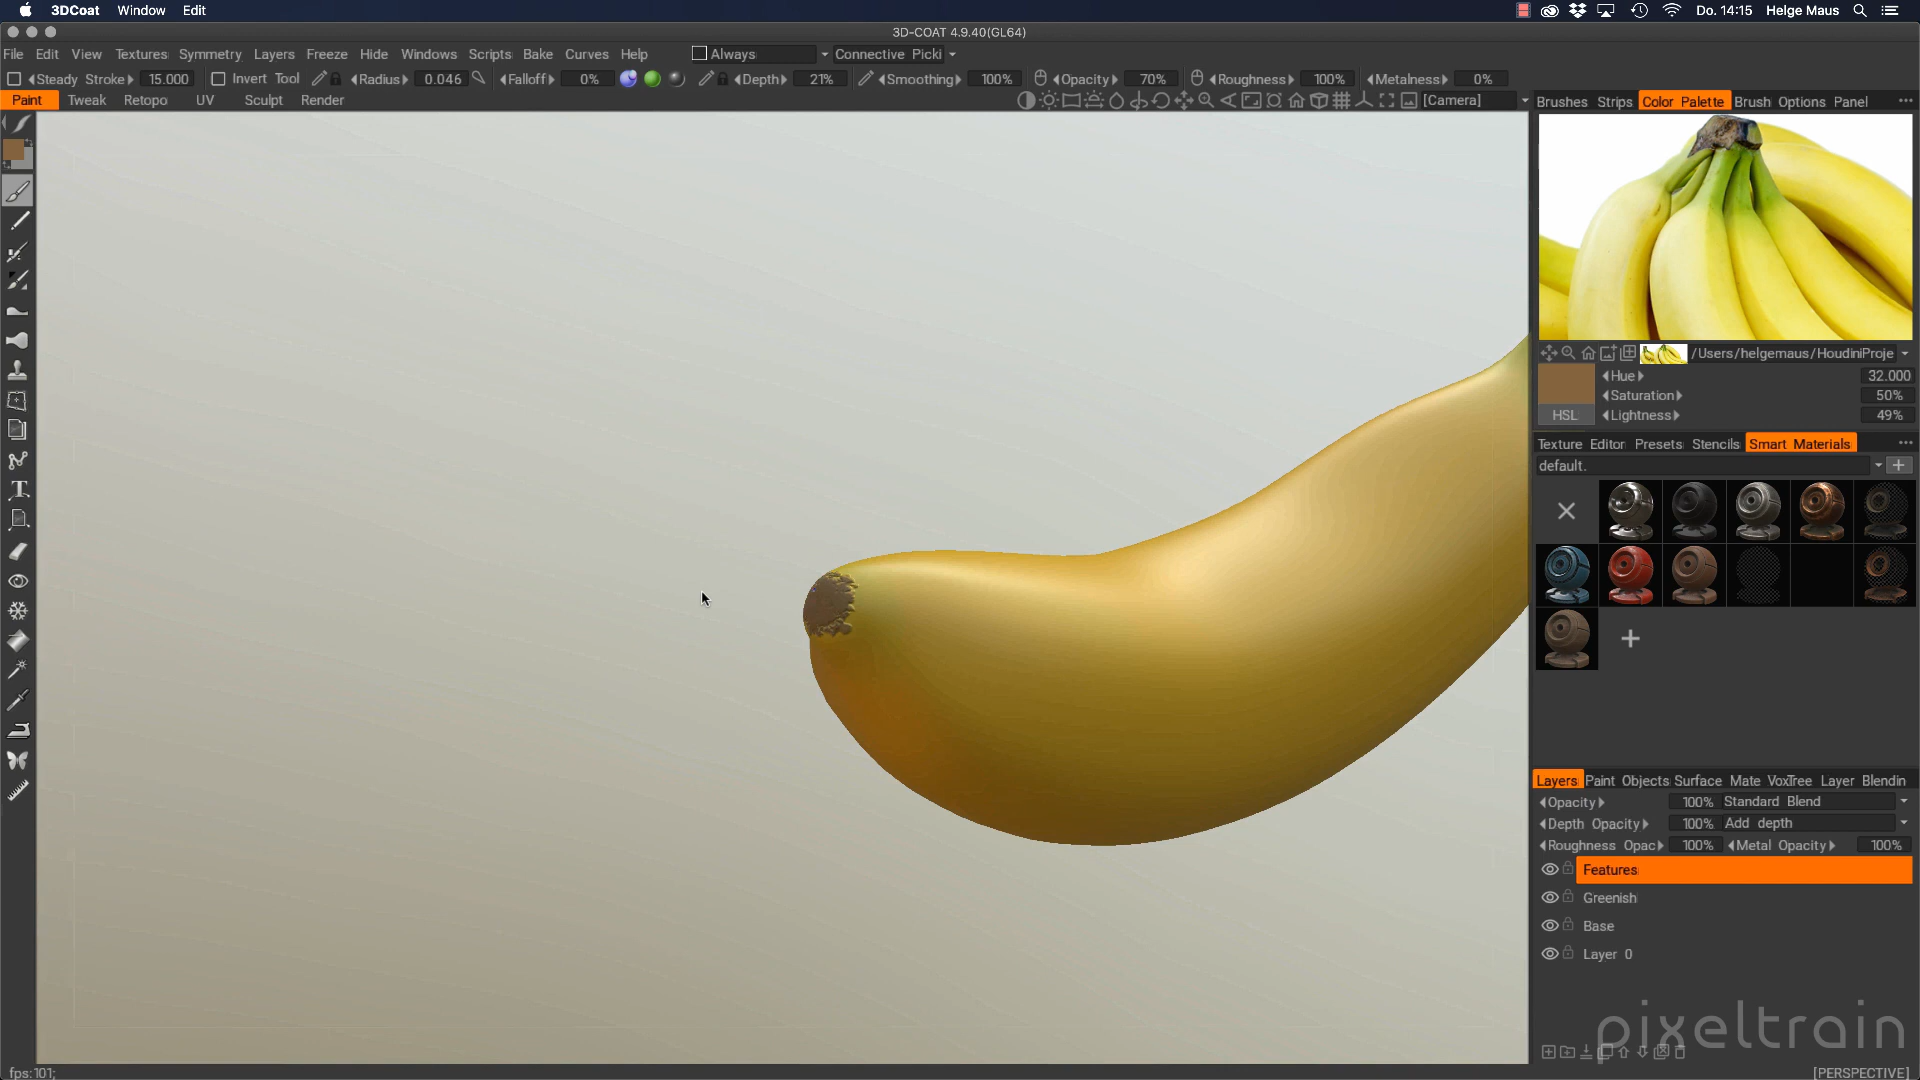 3DCoat Window Edit Do. 14:15 Helge Maus
3D-COAT 4.9.40(GL64)
File Edit View Textures Symmetry Layers Freeze Hide Windows Scripts Bake Curves Help Always Connective Picki
Steady Stroke 15.000 Invert Tool Radius 0.046 Falloff 0% Depth 21% Smoothing 100% Opacity 70% Roughness 100% Metalness 0%
Paint Tweak Retopo UV Sculpt Render [Camera]
Brushes Strips Color Palette Brush Options Panel
/Users/helgemaus/HoudiniProje
Hue 32.000
Saturation 50%
HSL Lightness 49%
Texture Editor Presets Stencils Smart Materials
default.
Layers Paint Objects Surface Mate VoxTree Layer Blendin
Opacity 100% Standard Blend
Depth Opacity 100% Add depth
Roughness Opac 100% Metal Opacity 100%
Features
Greenish
Base
Layer 0
pixeltrain
fps:101; [PERSPECTIVE]